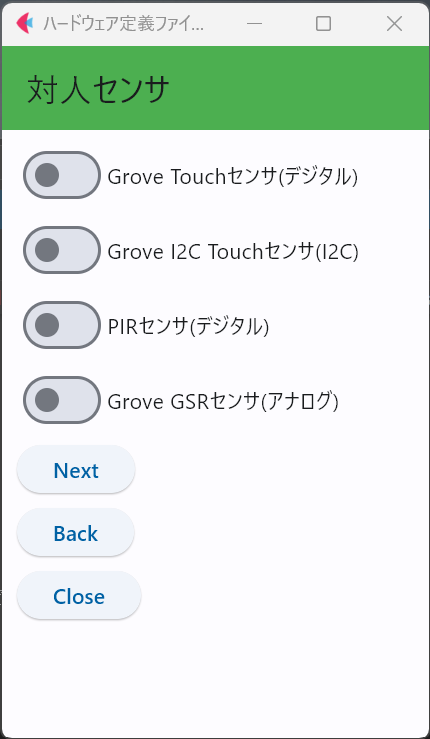 ハードウェア定義ファイ...
対人センサ
Grove Touchセンサ(デジタル)
Grove I2C Touchセンサ(I2C)
PIRセンサ(デジタル)
Grove GSRセンサ(アナログ)
Next
Back
Close